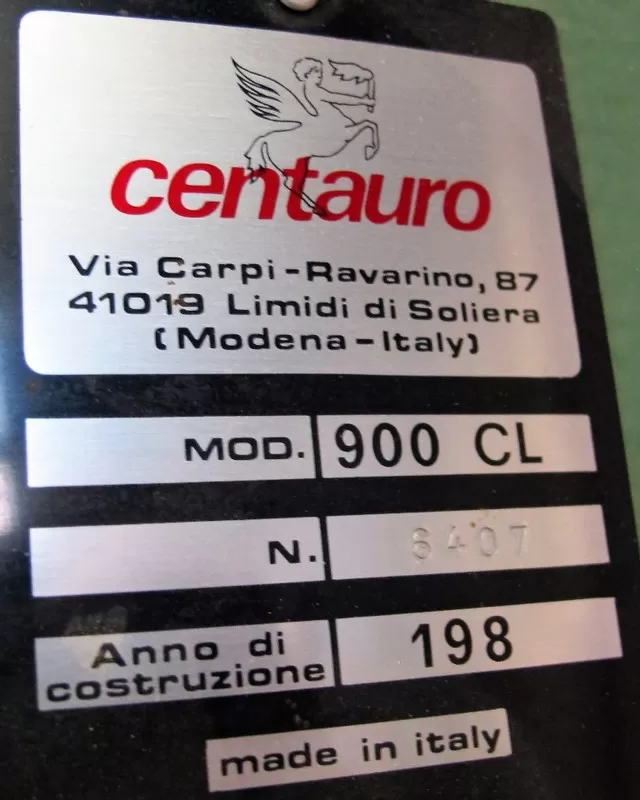 centauro
Via Carpi-Ravarino, 87
41019 Limidi di Soliera
(Modena-Italy)
MOD. 900 CL
N. 6407
Anno di costruzione 198
made in italy